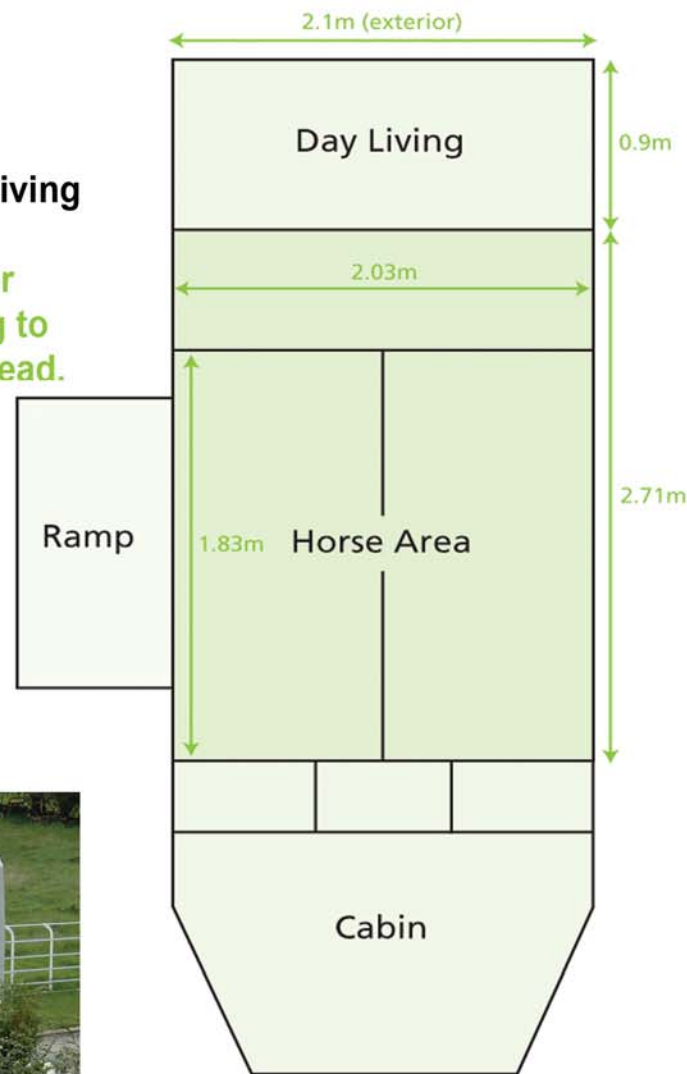 2.1m (exterior)
Day Living
0.9m
iving
2.03m
r
g to
ead.
2.71m
Ramp
1.83m
Horse Area
Cabin